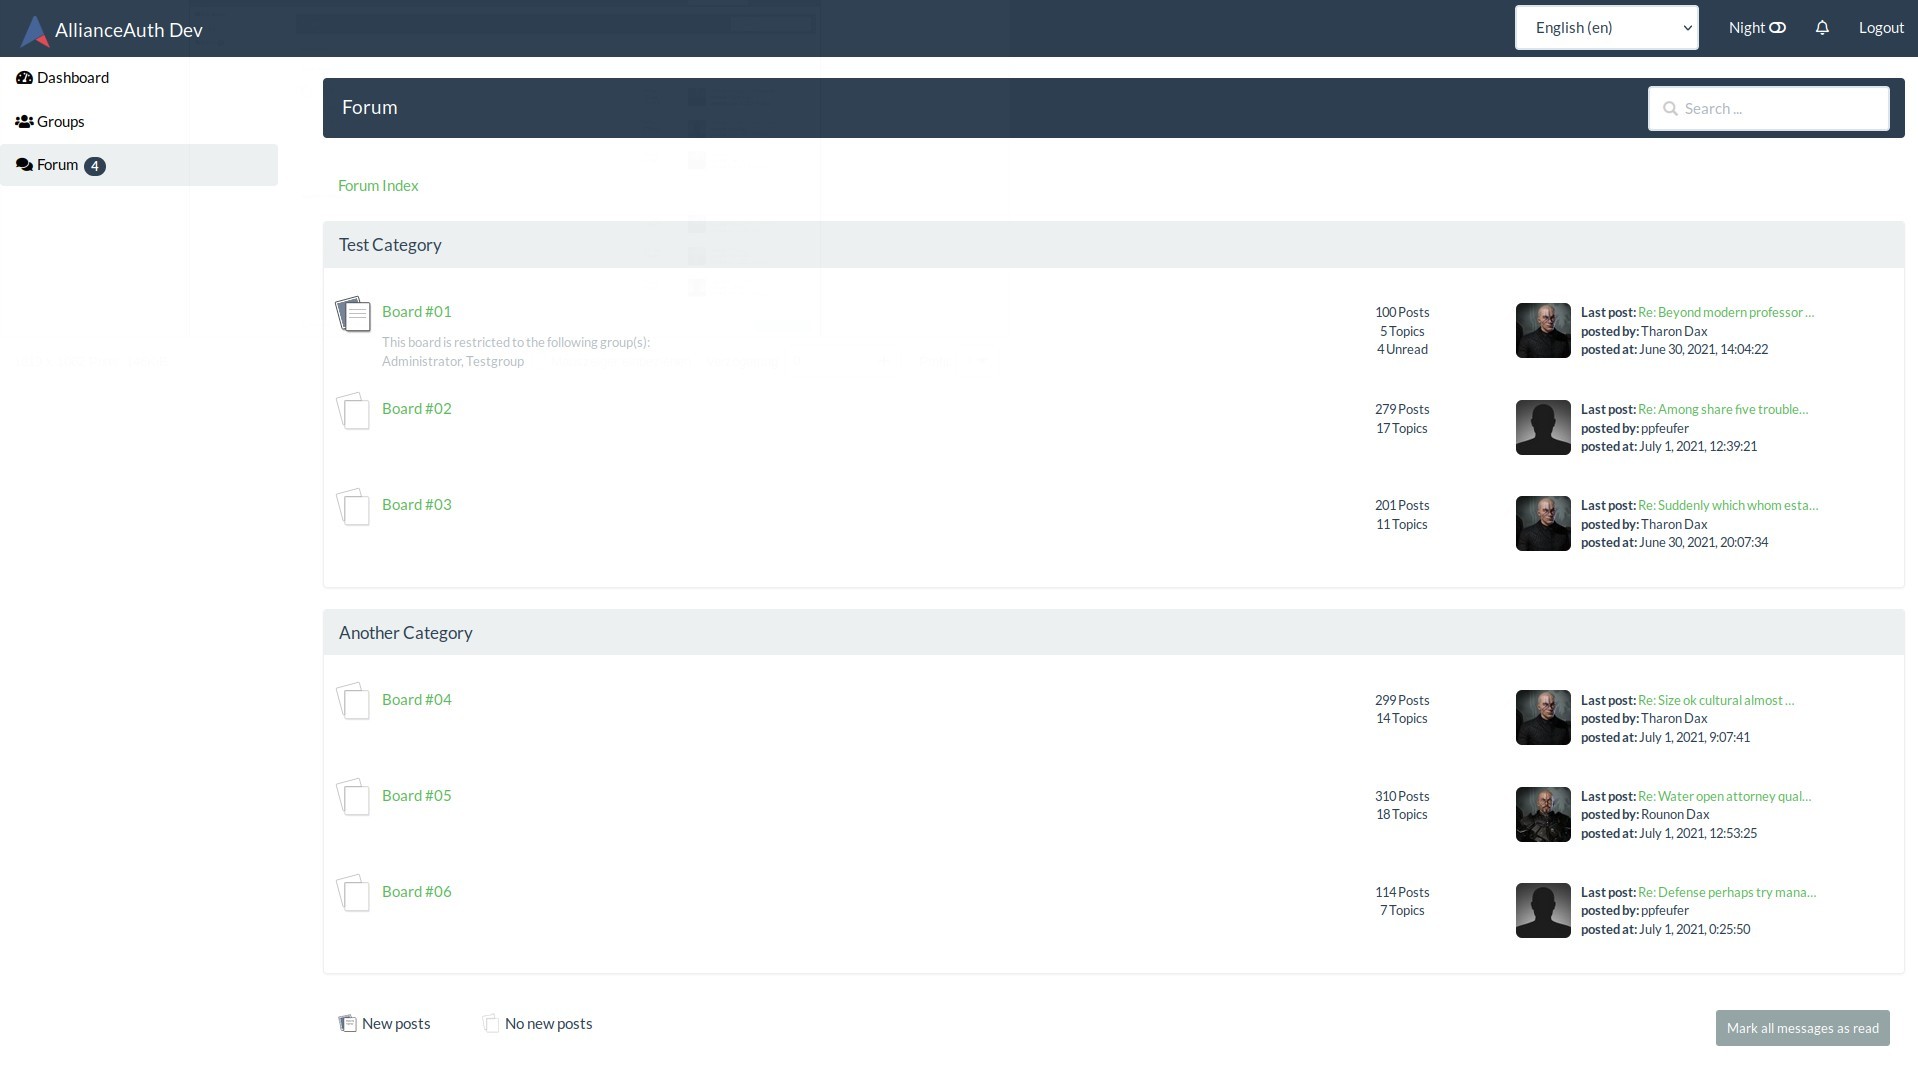 AllianceAuth Dev
English (en)
Night
Logout
Dashboard
Groups
Forum 4
Forum
Search ...
Forum Index
Test Category
Board #01
This board is restricted to the following group(s):
Administrator, Testgroup
100 Posts
5 Topics
4 Unread
Last post: Re: Beyond modern professor ...
posted by: Tharon Dax
posted at: June 30, 2021, 14:04:22
Board #02
279 Posts
17 Topics
Last post: Re: Among share five trouble...
posted by: ppfeufer
posted at: July 1, 2021, 12:39:21
Board #03
201 Posts
11 Topics
Last post: Re: Suddenly which whom esta...
posted by: Tharon Dax
posted at: June 30, 2021, 20:07:34
Another Category
Board #04
299 Posts
14 Topics
Last post: Re: Size ok cultural almost ...
posted by: Tharon Dax
posted at: July 1, 2021, 9:07:41
Board #05
310 Posts
18 Topics
Last post: Re: Water open attorney qual...
posted by: Rounon Dax
posted at: July 1, 2021, 12:53:25
Board #06
114 Posts
7 Topics
Last post: Re: Defense perhaps try mana...
posted by: ppfeufer
posted at: July 1, 2021, 0:25:50
New posts
No new posts
Mark all messages as read